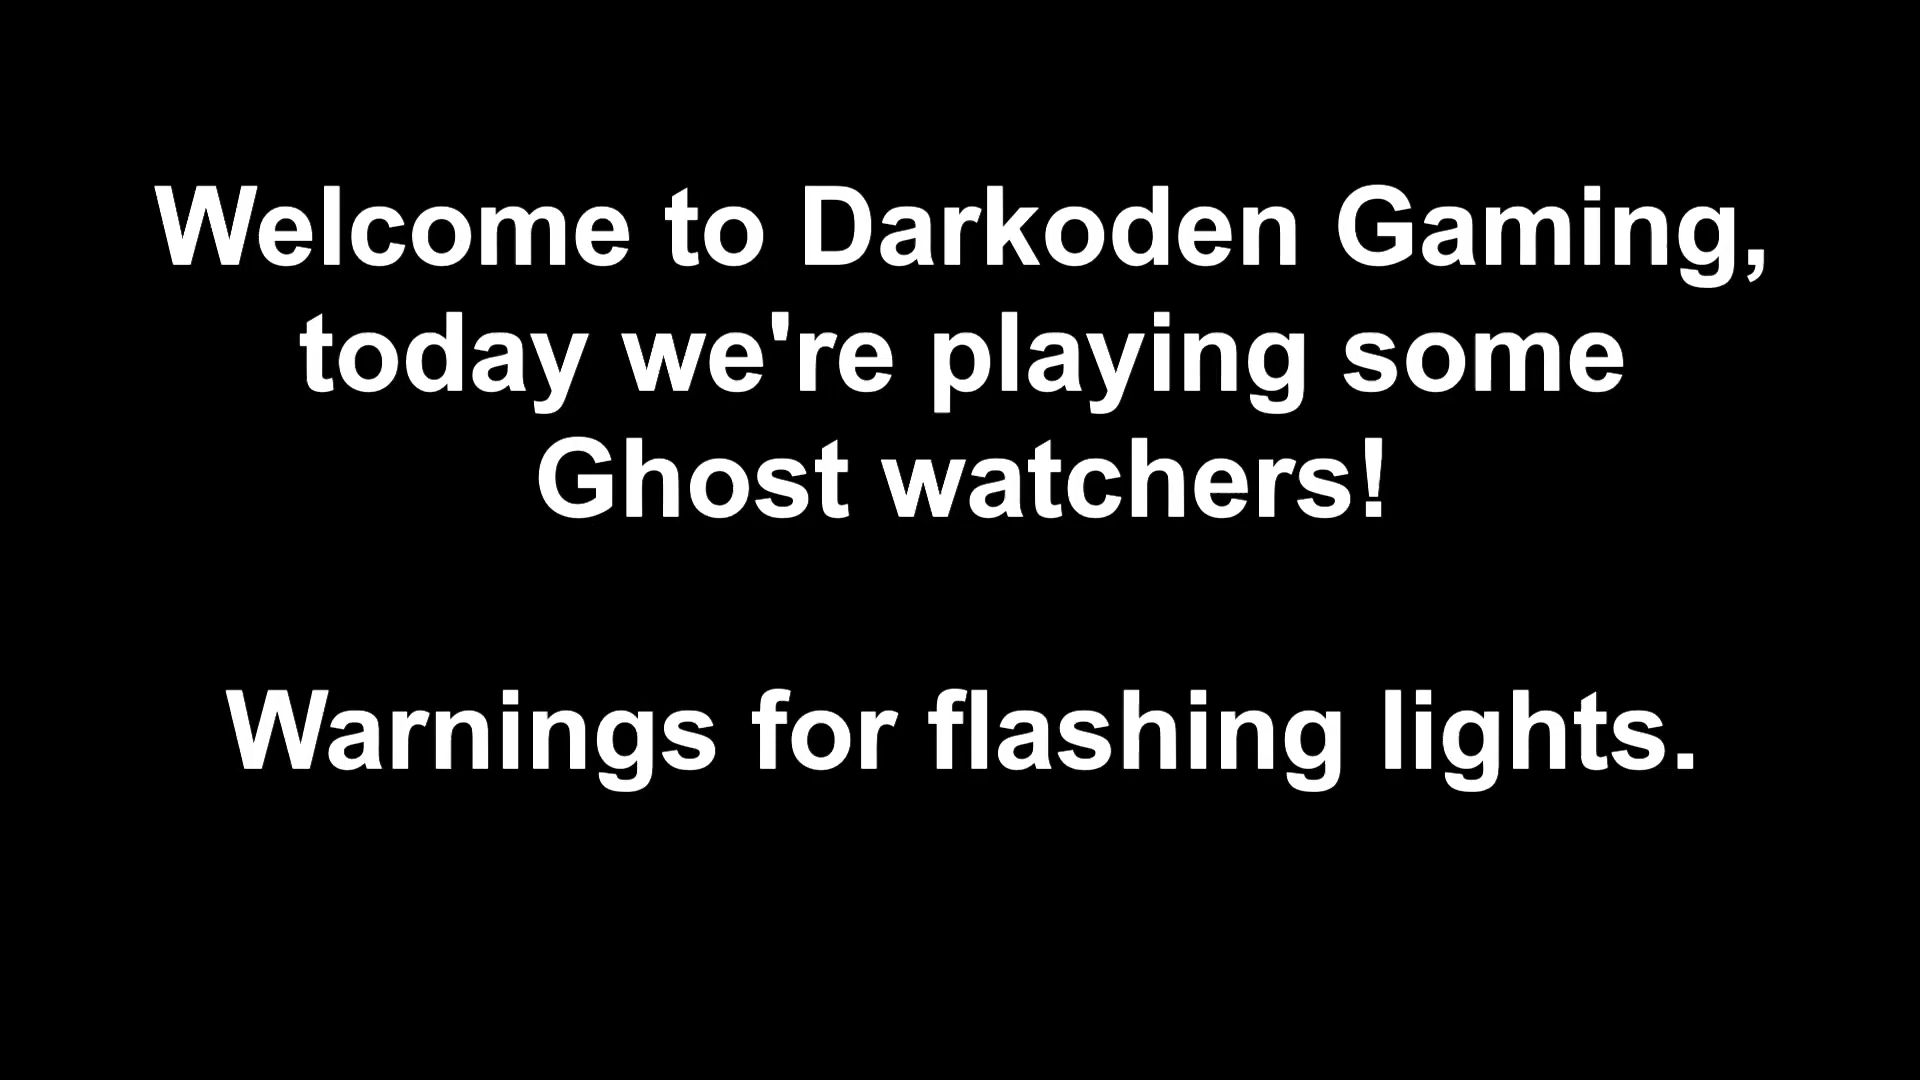 Welcome to Darkoden Gaming,
today we're playing some
Ghost watchers!
Warnings for flashing lights.